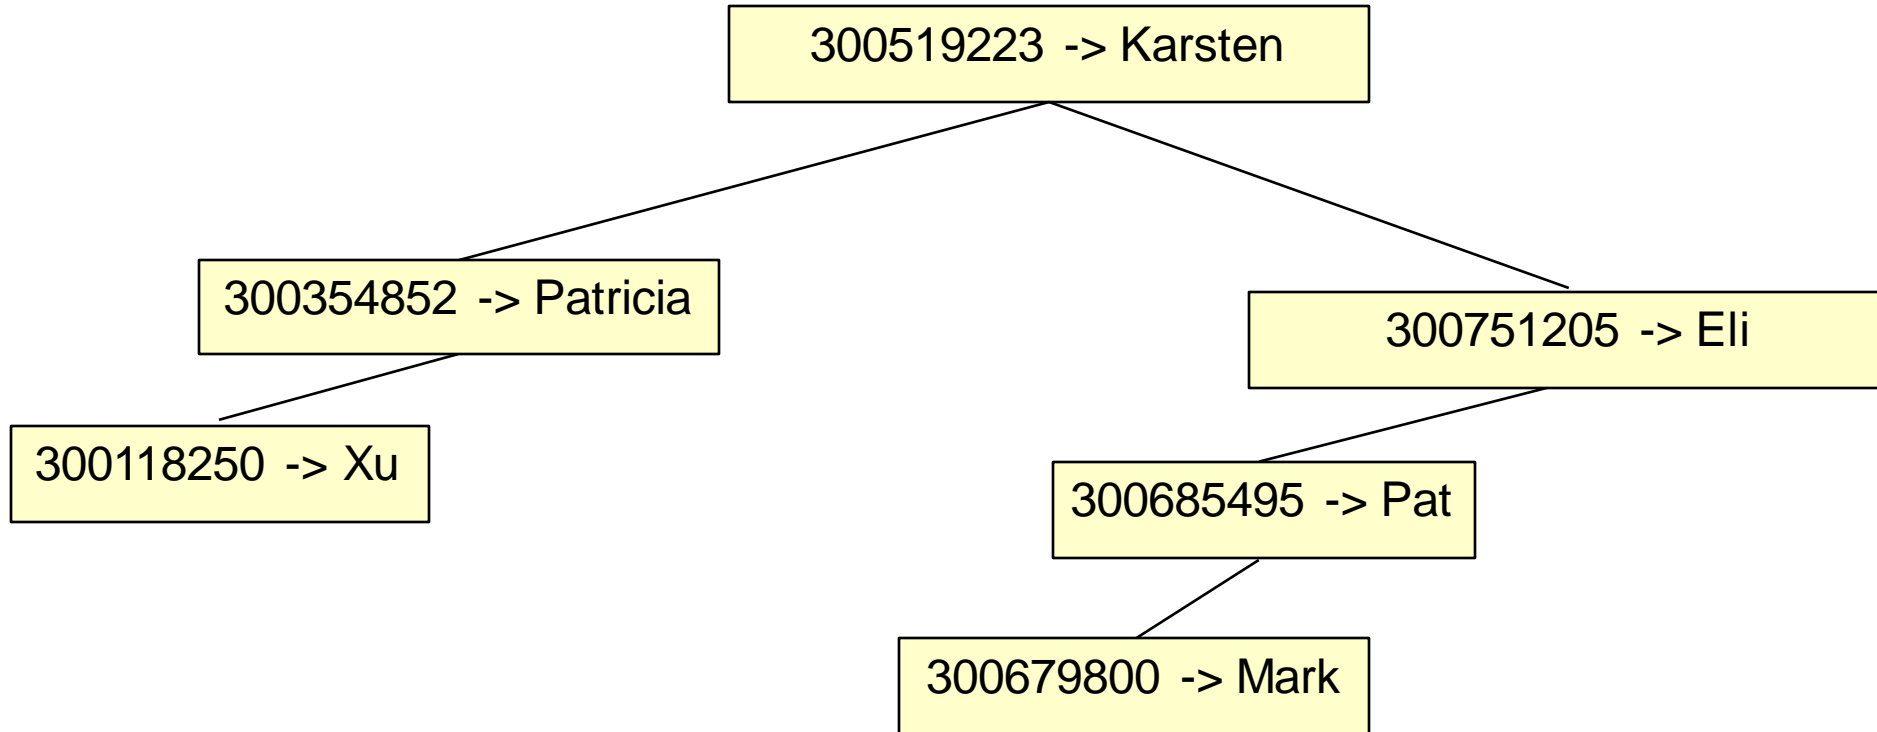 300519223 -> Karsten
300354852 -> Patricia
300751205 -> Eli
300118250 -> Xu
300685495 -> Pat
300679800 -> Mark